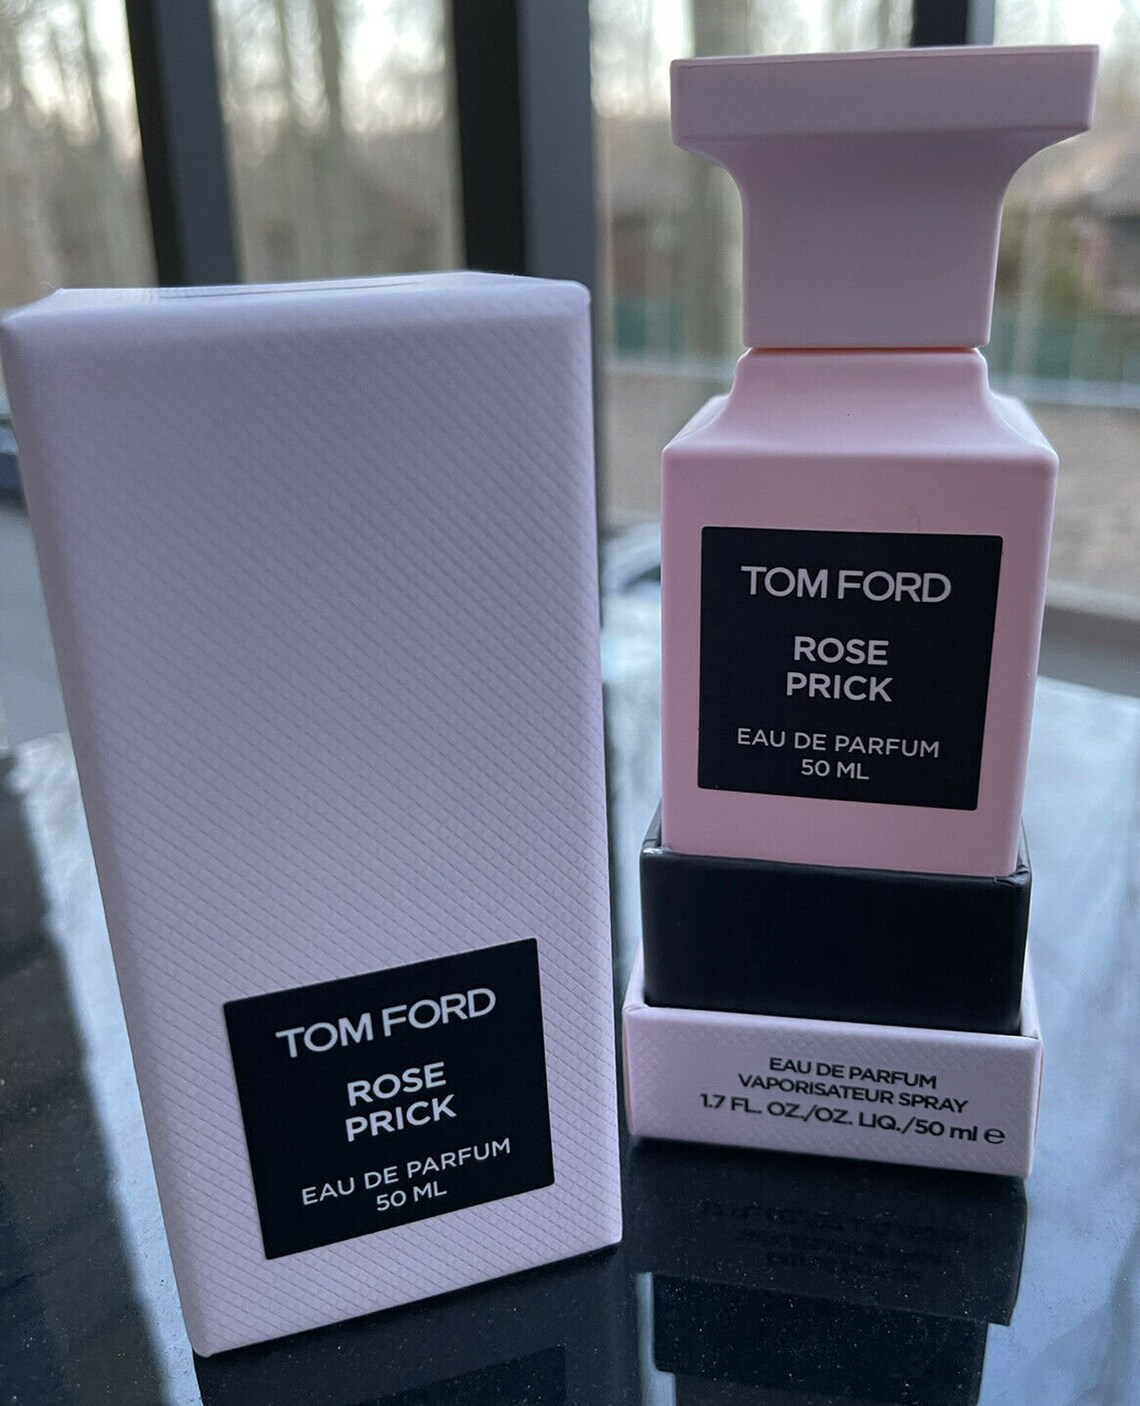 TOM FORD
ROSE
PRICK
EAU DE PARFUM
50 ML
TOM FORD
ROSE
PRICK
EAU DE PARFUM
50 ML
EAU DE PARFUM
VAPORISATEUR SPRAY
1.7 FL. OZ./OZ. LIQ./50 ml ℮